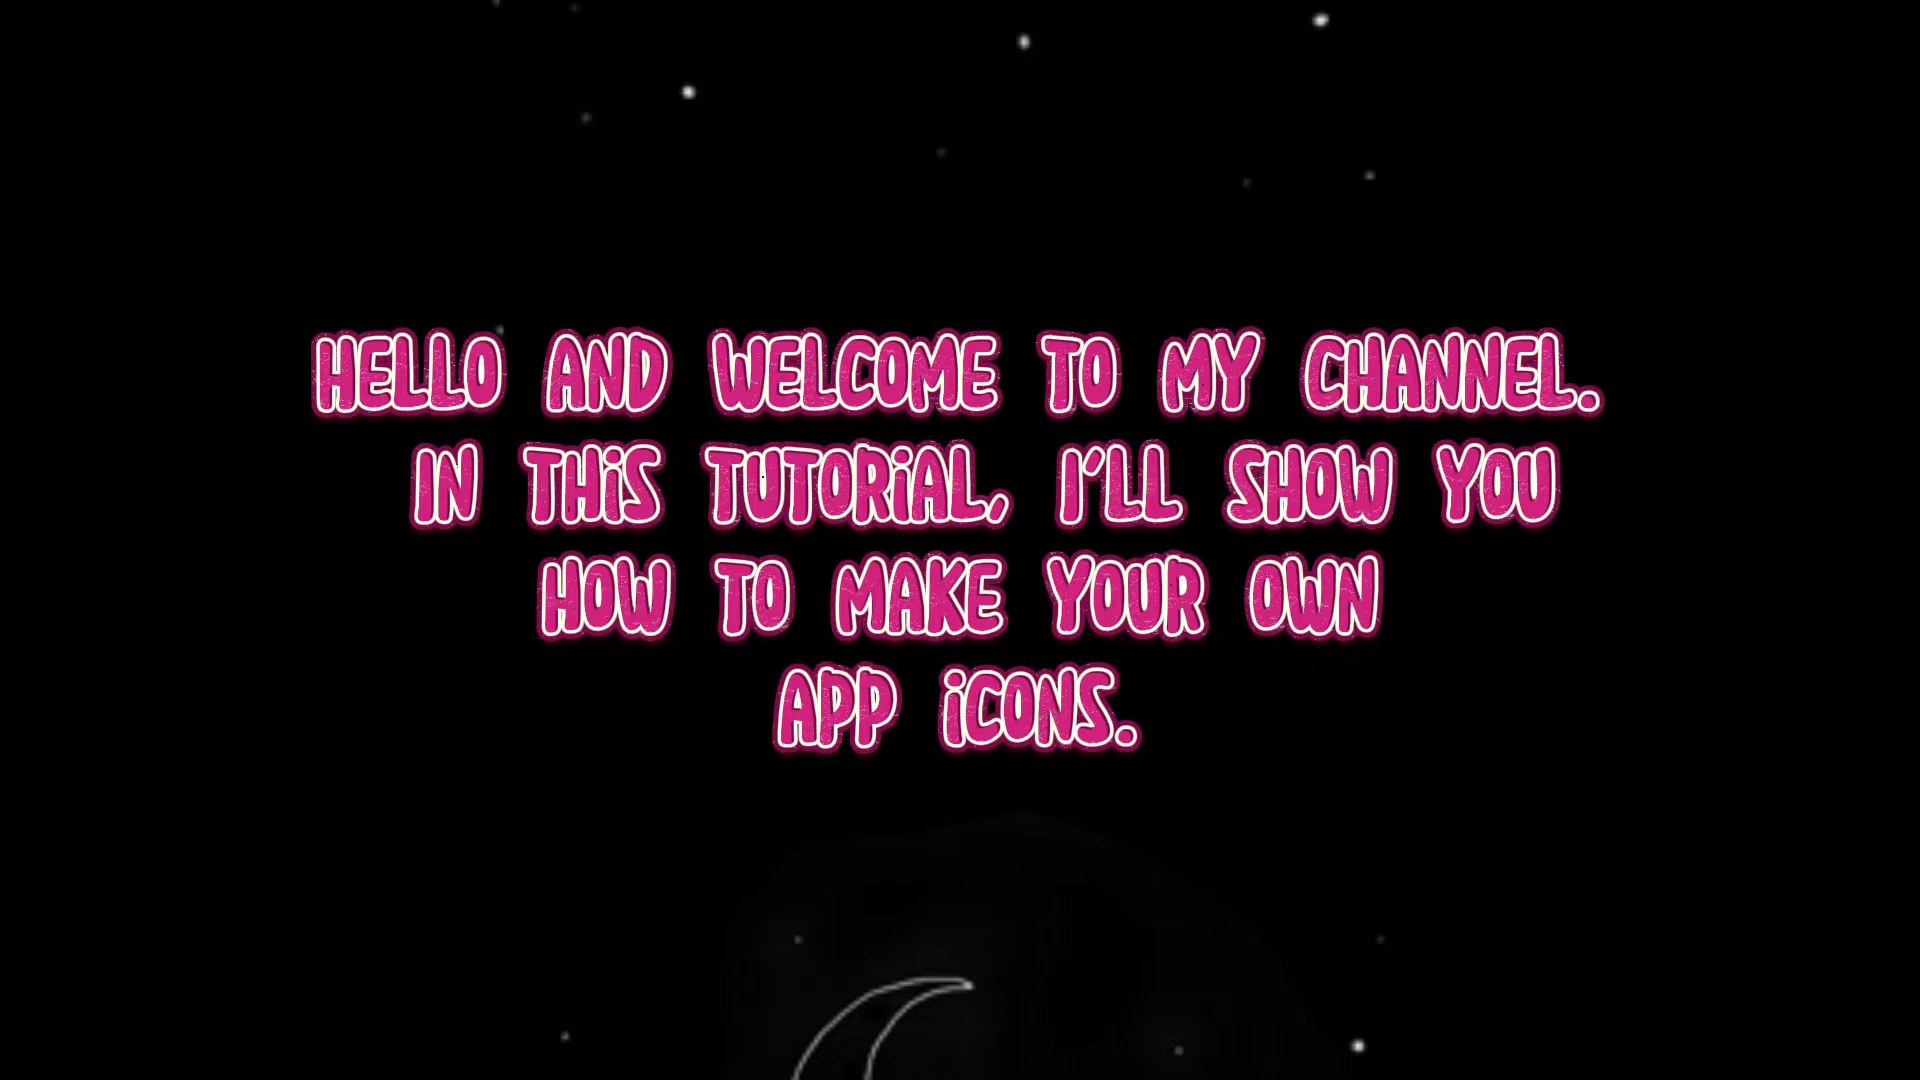 HELLO AND WELCOME TO MY CHANNEL.
IN THiS TUTORiAL, I'LL SHOW YOU
HOW TO MAKE YOUR OWN
APP iCONS.